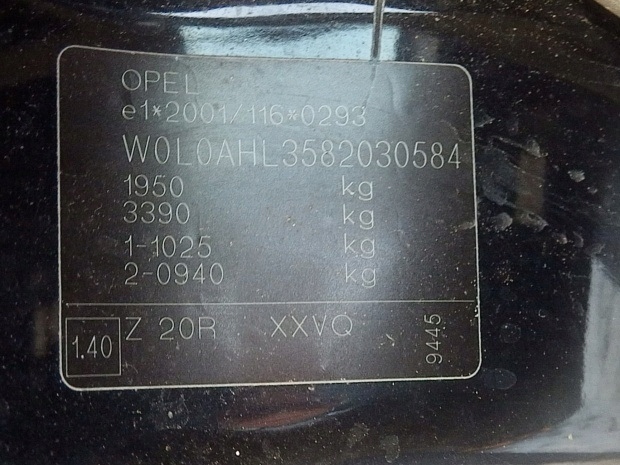 OPEL
e1*2001/116*0293
W0L0AHL3582030584
1950 kg
3390 kg
1-1025 kg
2-0940 kg
1.40 Z 20R XXVQ 9445